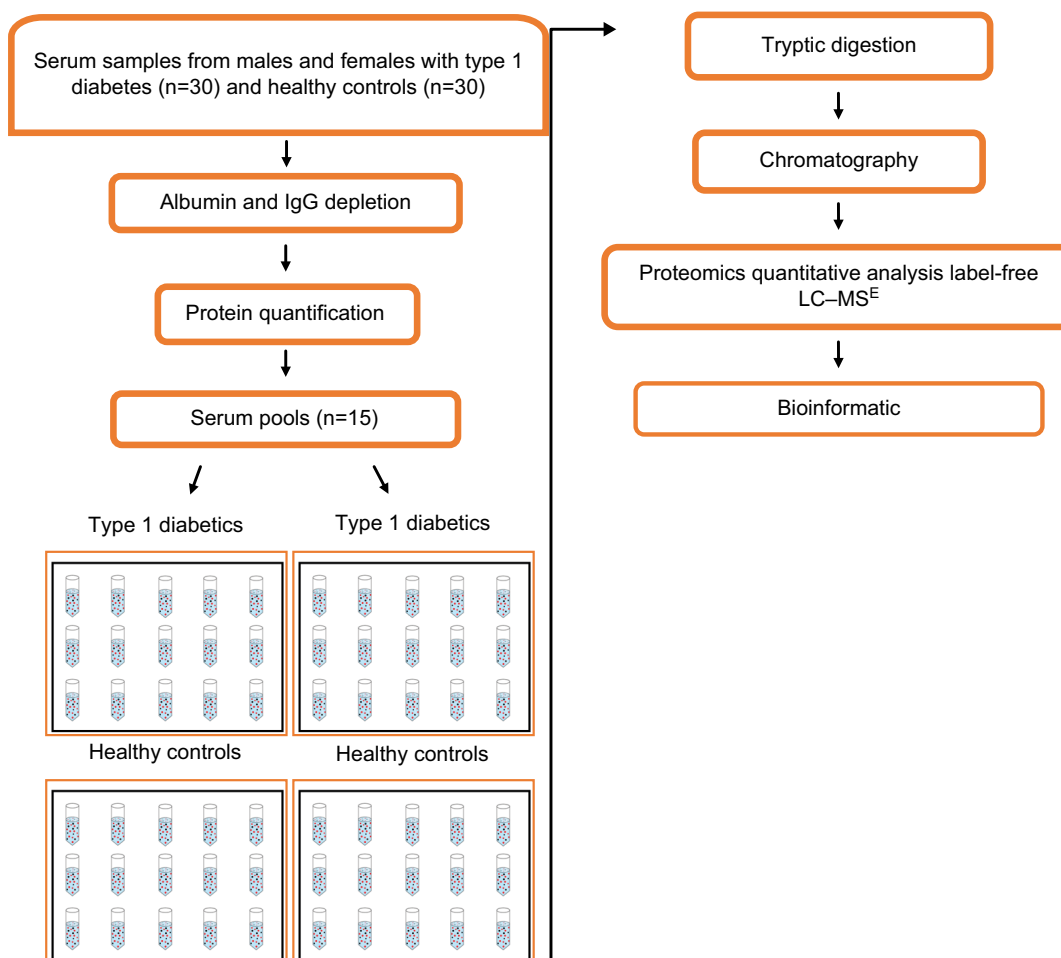 Serum samples from males and females with type 1
diabetes (n=30) and healthy controls (n=30)
Albumin and IgG depletion
Protein quantification
Serum pools (n=15)
Type 1 diabetics
Type 1 diabetics
Healthy controls
Healthy controls
Tryptic digestion
Chromatography
Proteomics quantitative analysis label-free
LC–MSᴱ
Bioinformatic